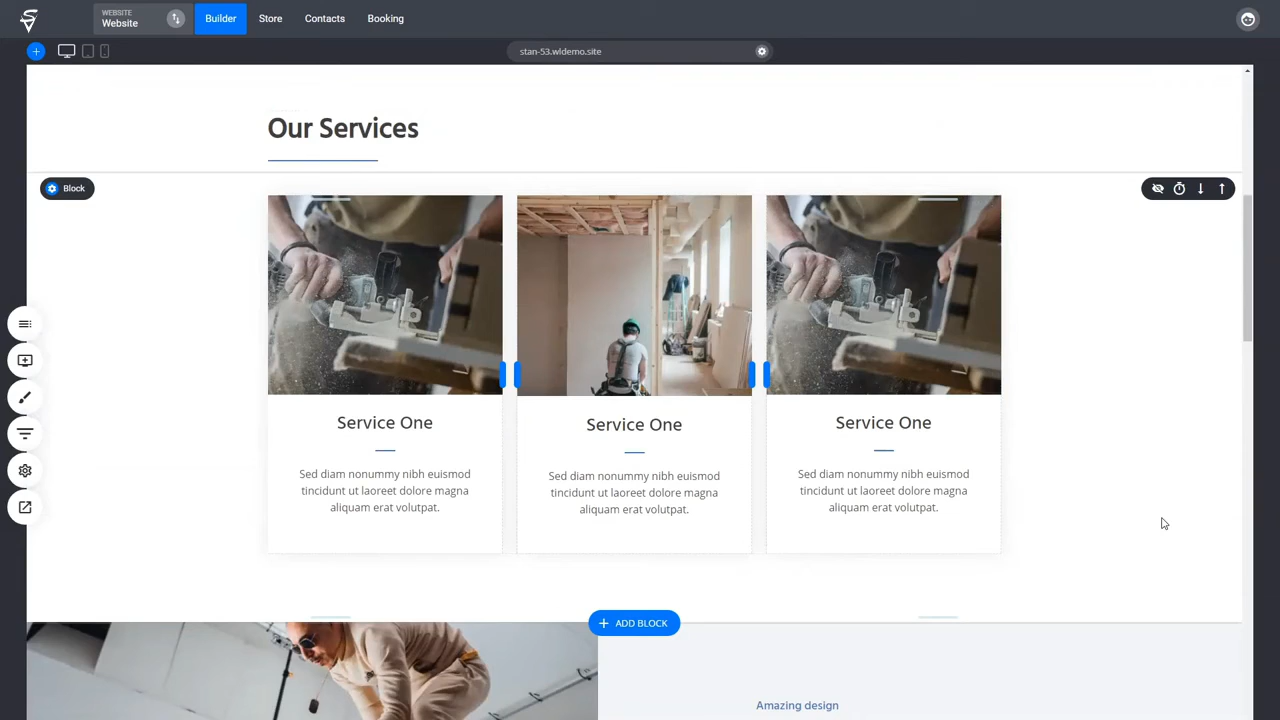 WEBSITE
Website
Builder
Store
Contacts
Booking
stan-53.wldemo.site
Our Services
Block
Service One
Sed diam nonummy nibh euismod
tincidunt ut laoreet dolore magna
aliquam erat volutpat.
Service One
Sed diam nonummy nibh euismod
tincidunt ut laoreet dolore magna
aliquam erat volutpat.
Service One
Sed diam nonummy nibh euismod
tincidunt ut laoreet dolore magna
aliquam erat volutpat.
ADD BLOCK
Amazing design